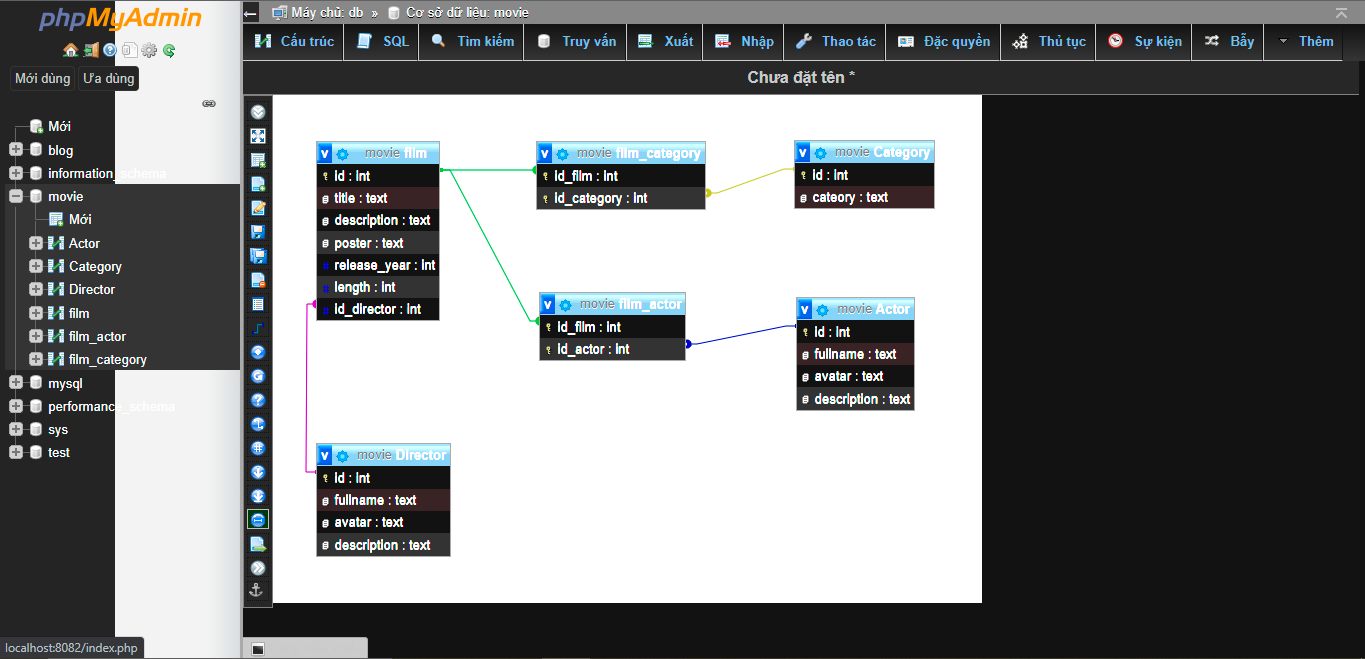 phpMyAdmin
Mới dùng Ưa dùng
Mới
blog
information_schema
movie
Mới
Actor
Category
Director
film
film_actor
film_category
mysql
performance_schema
sys
test
localhost:8082/index.php
Máy chủ: db » Cơ sở dữ liệu: movie
Cấu trúc SQL Tìm kiếm Truy vấn Xuất Nhập Thao tác Đặc quyền Thủ tục Sự kiện Bẫy Thêm
Chưa đặt tên *
v movie film
id : int
title : text
description : text
poster : text
release_year : int
length : int
id_director : int
v movie film_category
id_film : int
id_category : int
v movie Category
id : int
cateory : text
v movie film_actor
id_film : int
id_actor : int
v movie Actor
id : int
fullname : text
avatar : text
description : text
v movie Director
id : int
fullname : text
avatar : text
description : text